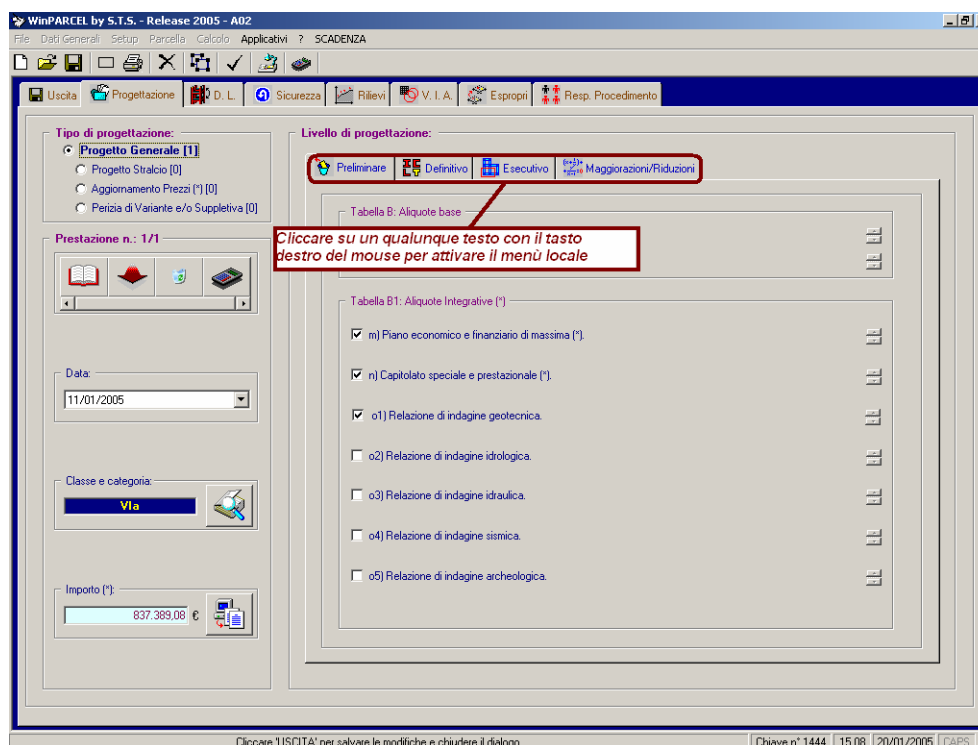 WinPARCEL by S.T.S. - Release 2005 - A02
File Dati Generali Setup Parcella Calcolo Applicativi ? SCADENZA
Uscita Progettazione D. L. Sicurezza Rilievi V. I. A. Espropri Resp. Procedimento
Tipo di progettazione:
Progetto Generale [1]
Progetto Stralcio [0]
Aggiornamento Prezzi (*) [0]
Perizia di Variante e/o Suppletiva [0]
Prestazione n.: 1/1
Data:
11/01/2005
Classe e categoria:
VIa
Importo (*):
837.389,08 €
Livello di progettazione:
Preliminare Definitivo Esecutivo Maggiorazioni/Riduzioni
Tabella B: Aliquote base
Cliccare su un qualunque testo con il tasto
destro del mouse per attivare il menù locale
Tabella B1: Aliquote Integrative (*)
m) Piano economico e finanziario di massima (*).
n) Capitolato speciale e prestazionale (*).
o1) Relazione di indagine geotecnica.
o2) Relazione di indagine idrologica.
o3) Relazione di indagine idraulica.
o4) Relazione di indagine sismica.
o5) Relazione di indagine archeologica.
Cliccare 'USCITA' per salvare le modifiche e chiudere il dialogo Chiave n° 1444 15.08 20/01/2005 CAPS